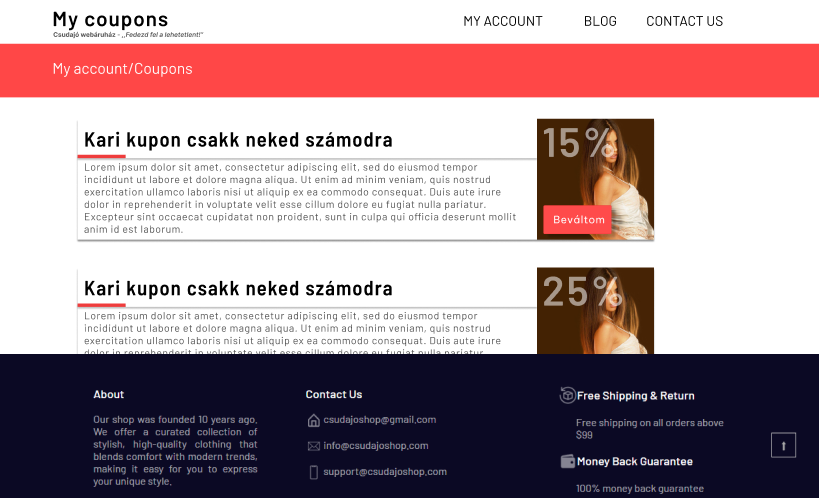 My coupons
Csudajó webáruház - ,,Fedezd fel a lehetetlent!"
MY ACCOUNT
BLOG
CONTACT US
My account/Coupons
Kari kupon csakk neked számodra
Lorem ipsum dolor sit amet, consectetur adipiscing elit, sed do eiusmod tempor
incididunt ut labore et dolore magna aliqua. Ut enim ad minim veniam, quis nostrud
exercitation ullamco laboris nisi ut aliquip ex ea commodo consequat. Duis aute irure
dolor in reprehenderit in voluptate velit esse cillum dolore eu fugiat nulla pariatur.
Excepteur sint occaecat cupidatat non proident, sunt in culpa qui officia deserunt mollit
anim id est laborum.
15%
Beváltom
Kari kupon csakk neked számodra
Lorem ipsum dolor sit amet, consectetur adipiscing elit, sed do eiusmod tempor
incididunt ut labore et dolore magna aliqua. Ut enim ad minim veniam, quis nostrud
exercitation ullamco laboris nisi ut aliquip ex ea commodo consequat. Duis aute irure
dolor in reprehenderit in voluptate velit esse cillum dolore eu fugiat nulla pariatur.
25%
About
Our shop was founded 10 years ago.
We offer a curated collection of
stylish, high-quality clothing that
blends comfort with modern trends,
making it easy for you to express
your unique style.
Contact Us
csudajoshop@gmail.com
info@csudajoshop.com
support@csudajoshop.com
Free Shipping & Return
Free shipping on all orders above
$99
Money Back Guarantee
100% money back guarantee